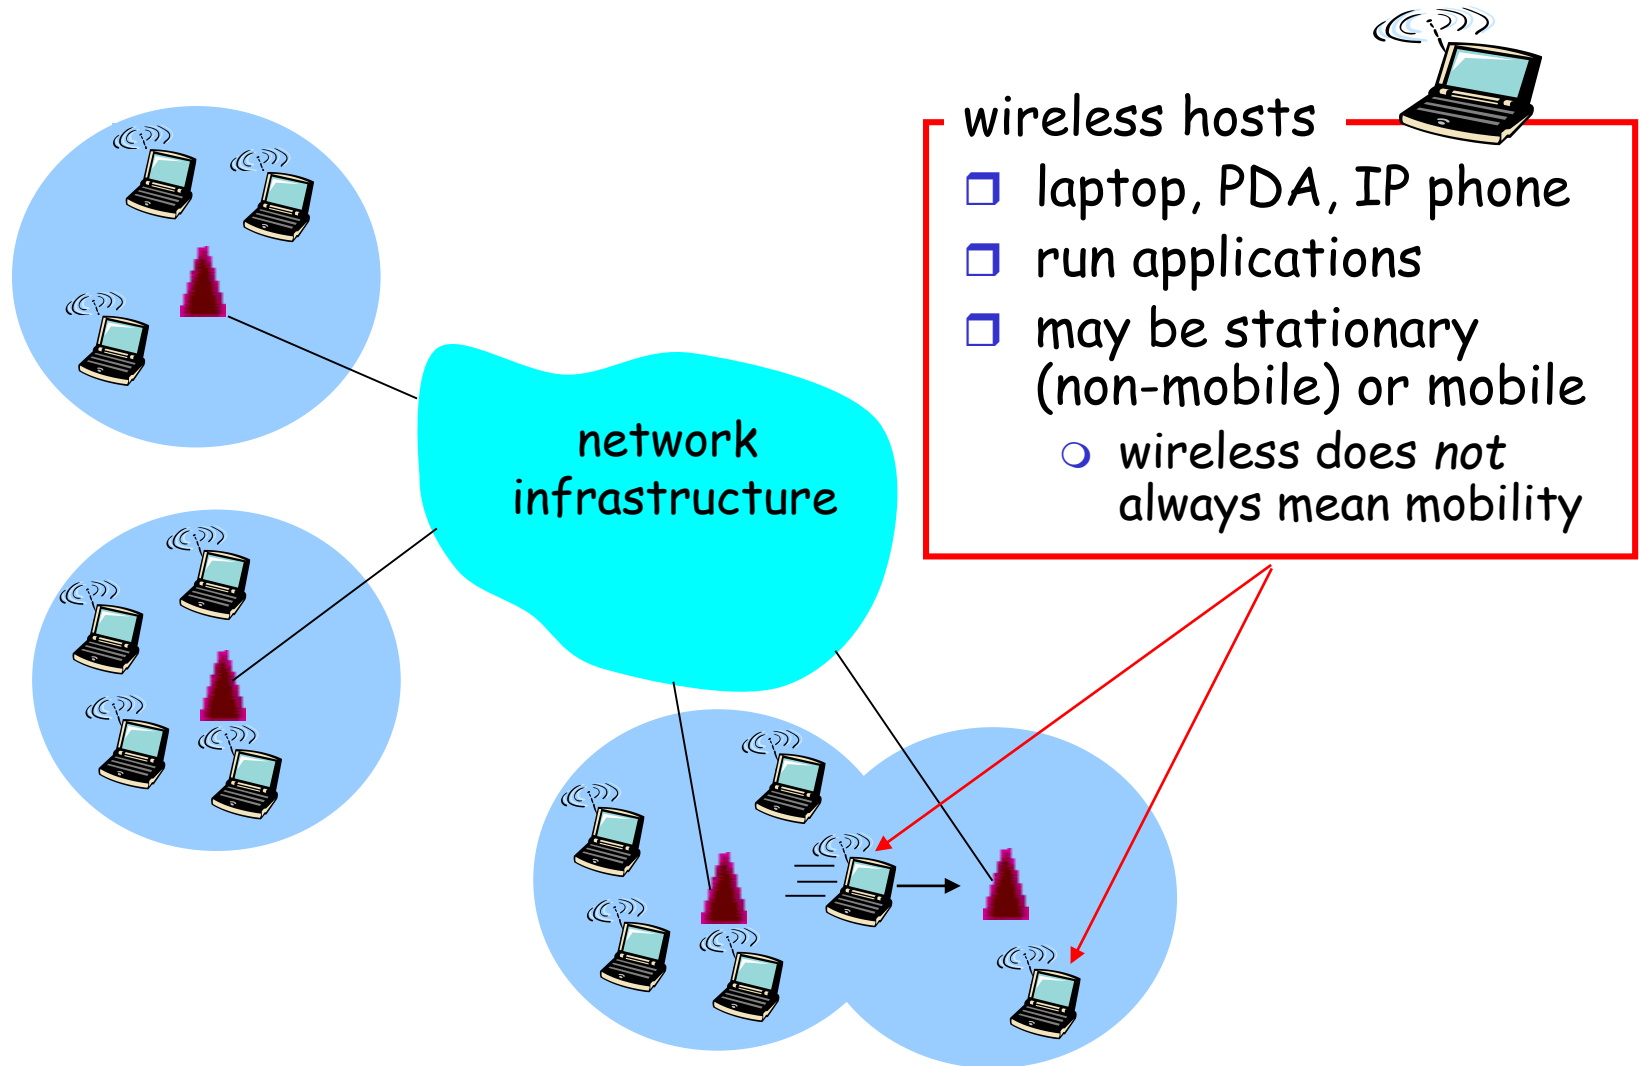 wireless hosts
laptop, PDA, IP phone
run applications
may be stationary
(non-mobile) or mobile
wireless does not
always mean mobility
network
infrastructure